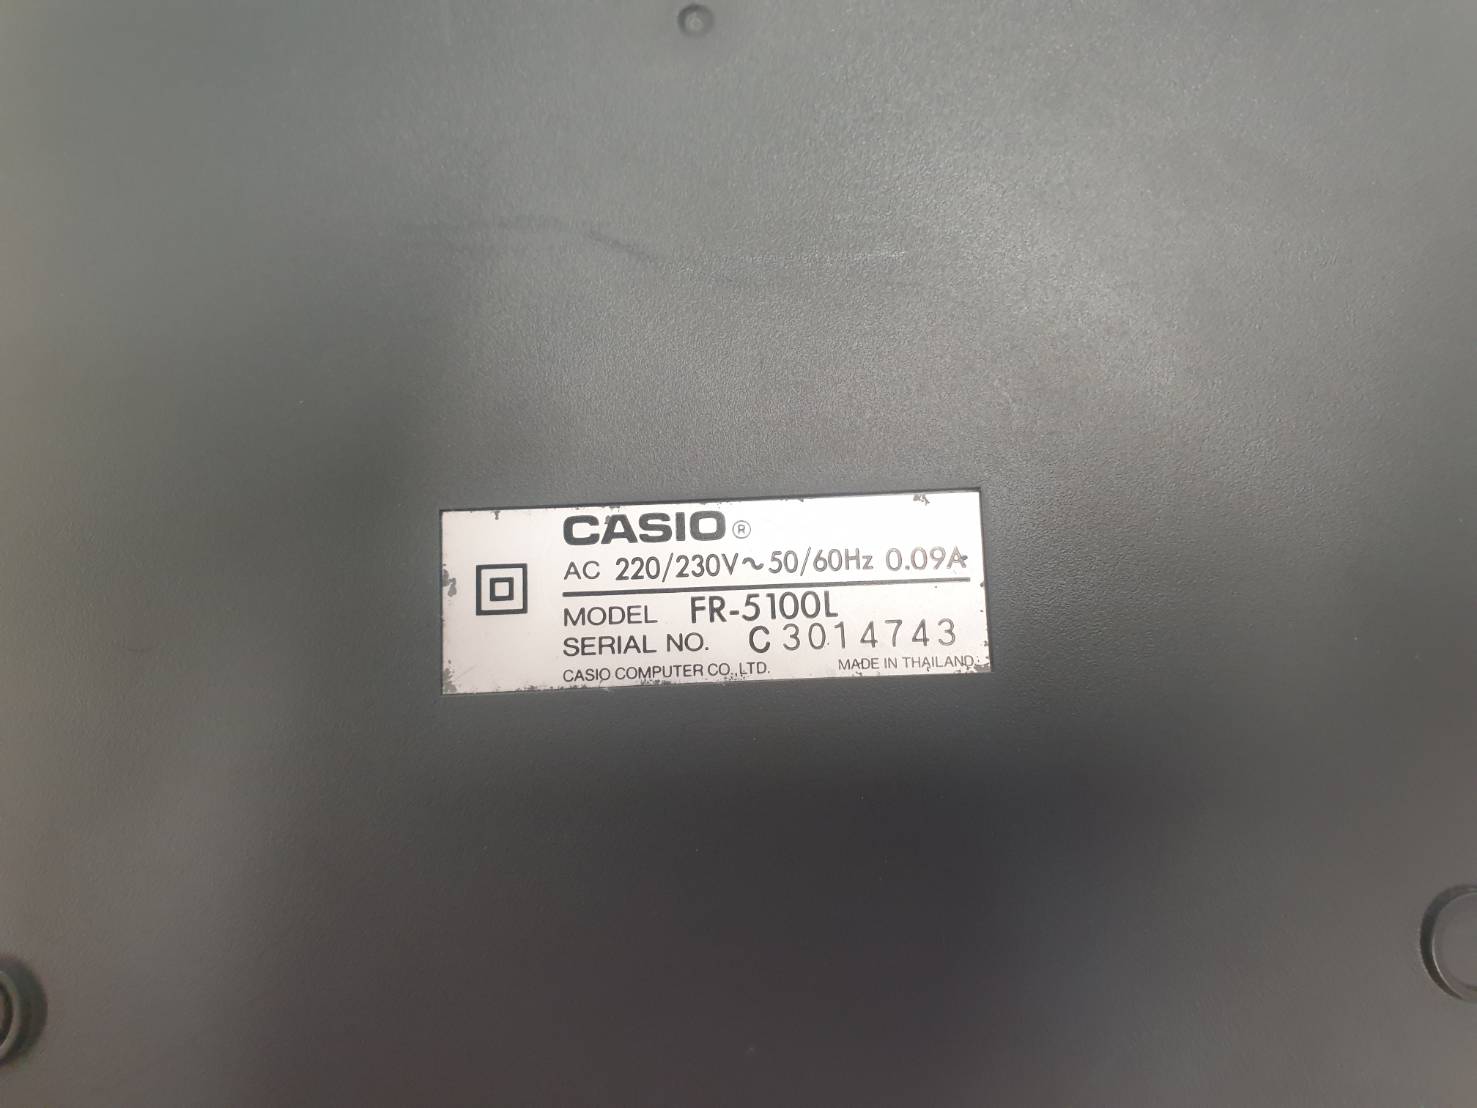 CASIO®
AC 220/230V~50/60Hz 0.09A
MODEL FR-5100L
SERIAL NO. C3014743
CASIO COMPUTER CO., LTD. MADE IN THAILAND